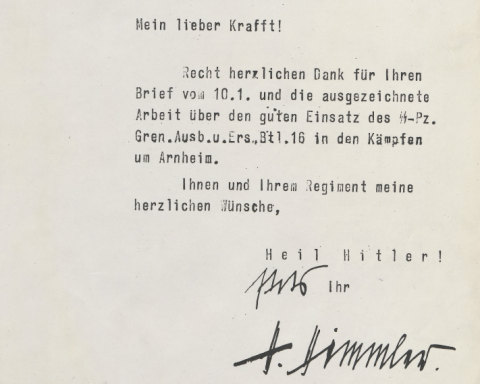 Mein lieber Krafft!
Recht herzlichen Dank für Ihren
Brief vom 10.1. und die ausgezeichnete
Arbeit über den guten Einsatz des ᛋᛋ-Pz.
Gren.Ausb.u.Ers.Btl.16 in den Kämpfen
um Arnheim.
Ihnen und Ihrem Regiment meine
herzlichen Wünsche,
Heil Hitler!
stets Ihr
H. Himmler.